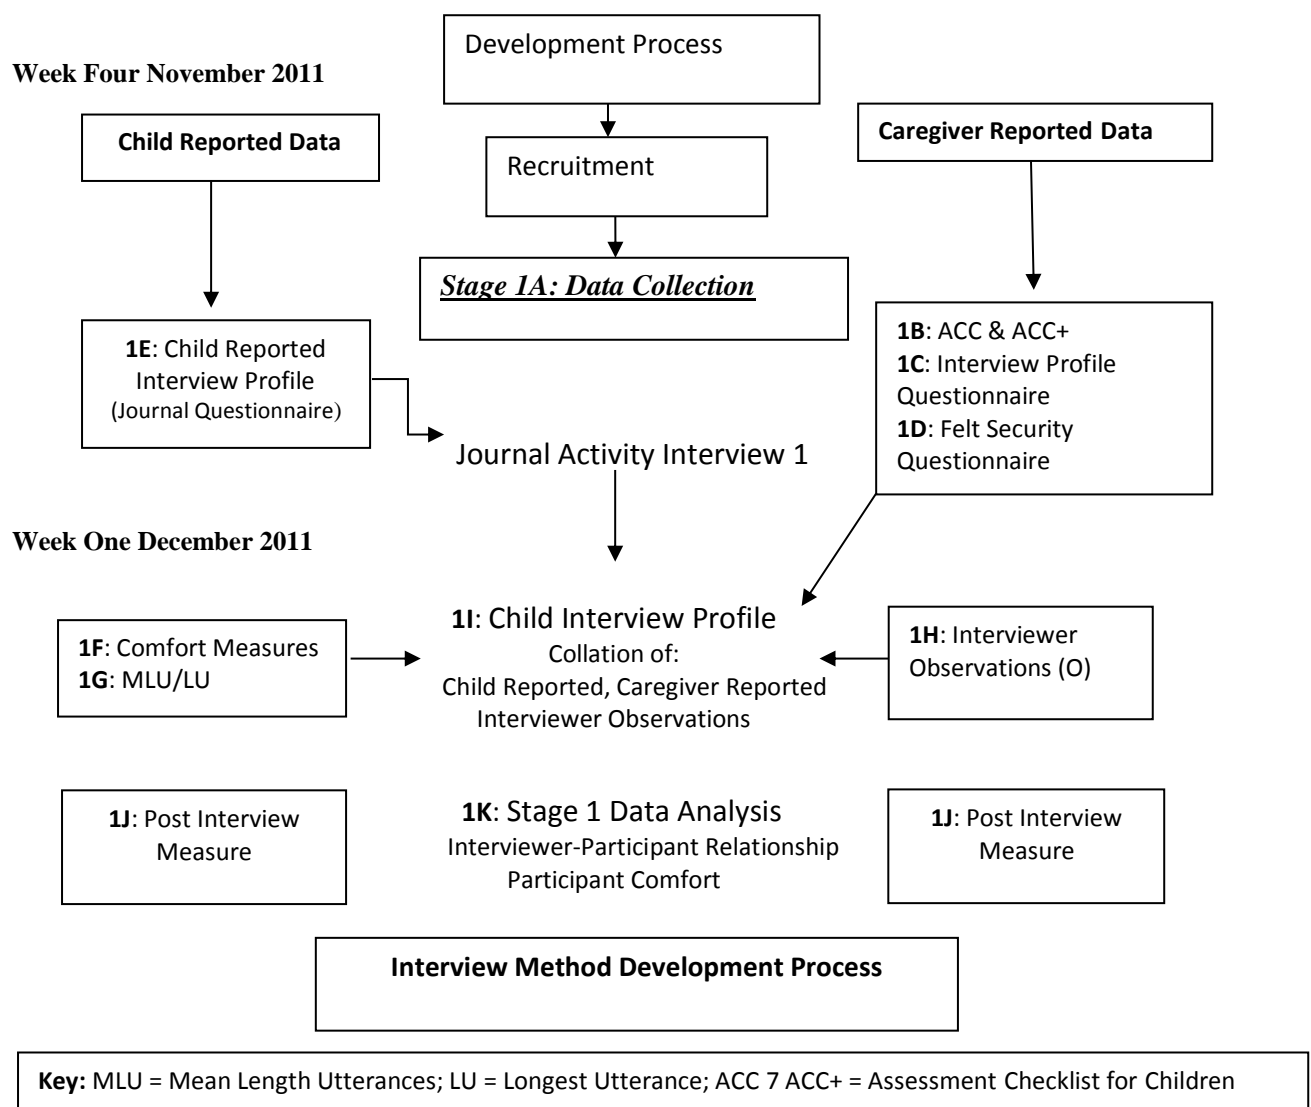 Development Process
Week Four November 2011
Child Reported Data
Caregiver Reported Data
Recruitment
Stage 1A: Data Collection
1E: Child Reported
Interview Profile
(Journal Questionnaire)
1B: ACC & ACC+
1C: Interview Profile
Questionnaire
1D: Felt Security
Questionnaire
Journal Activity Interview 1
Week One December 2011
1F: Comfort Measures
1G: MLU/LU
1I: Child Interview Profile
Collation of:
Child Reported, Caregiver Reported
Interviewer Observations
1H: Interviewer
Observations (O)
1J: Post Interview
Measure
1K: Stage 1 Data Analysis
Interviewer-Participant Relationship
Participant Comfort
1J: Post Interview
Measure
Interview Method Development Process
Key: MLU = Mean Length Utterances; LU = Longest Utterance; ACC 7 ACC+ = Assessment Checklist for Children